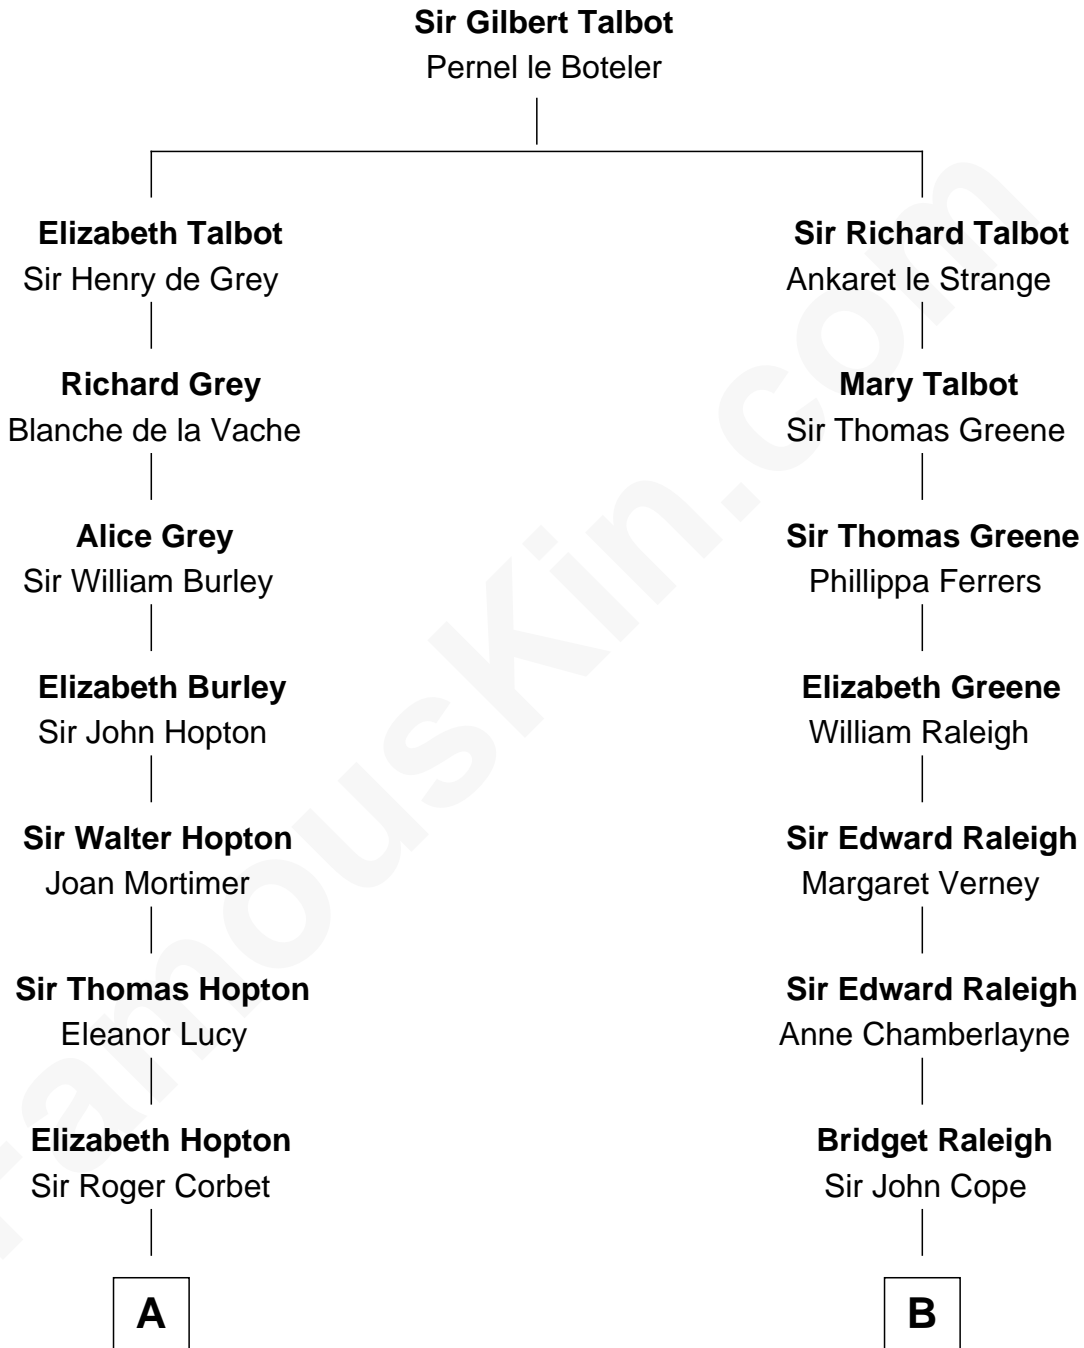 Sir Gilbert Talbot
Pernel le Boteler
Elizabeth Talbot
Sir Henry de Grey
Sir Richard Talbot
Ankaret le Strange
Richard Grey
Blanche de la Vache
Mary Talbot
Sir Thomas Greene
Alice Grey
Sir William Burley
Sir Thomas Greene
Phillippa Ferrers
Elizabeth Burley
Sir John Hopton
Elizabeth Greene
William Raleigh
Sir Walter Hopton
Joan Mortimer
Sir Edward Raleigh
Margaret Verney
Sir Thomas Hopton
Eleanor Lucy
Sir Edward Raleigh
Anne Chamberlayne
Elizabeth Hopton
Sir Roger Corbet
Bridget Raleigh
Sir John Cope
A
B
FamousKin.com